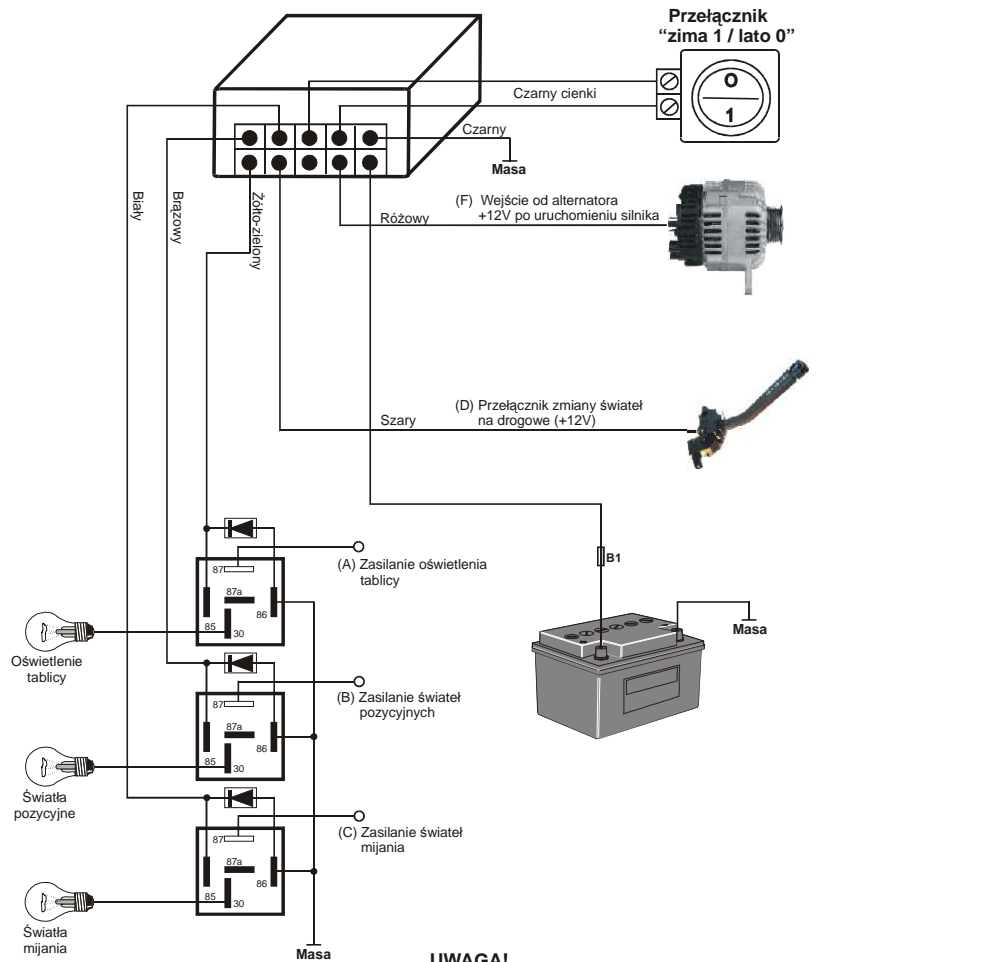 Przełącznik
“zima 1 / lato 0”
0
1
Czarny cienki
Czarny
Masa
(F) Wejście od alternatora
+12V po uruchomieniu silnika
Różowy
Biały
Brązowy
Żółto-zielony
(D) Przełącznik zmiany świateł
na drogowe (+12V)
Szary
B1
Masa
87
87a
86
85
30
(A) Zasilanie oświetlenia
tablicy
Oświetlenie
tablicy
87
87a
86
85
30
(B) Zasilanie świateł
pozycyjnych
Światła
pozycyjne
87
87a
86
85
30
(C) Zasilanie świateł
mijania
Światła
mijania
Masa
UWAGA!